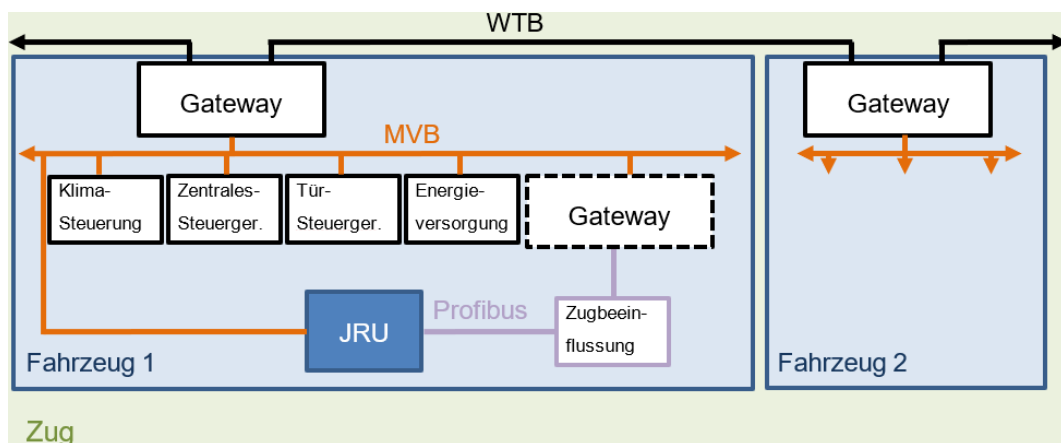 WTB
Gateway
Gateway
MVB
Klima-
Steuerung
Zentrales-
Steuerger.
Tür-
Steuerger.
Energie-
versorgung
Gateway
Profibus
JRU
Zugbeein-
flussung
Fahrzeug 1
Fahrzeug 2
Zug